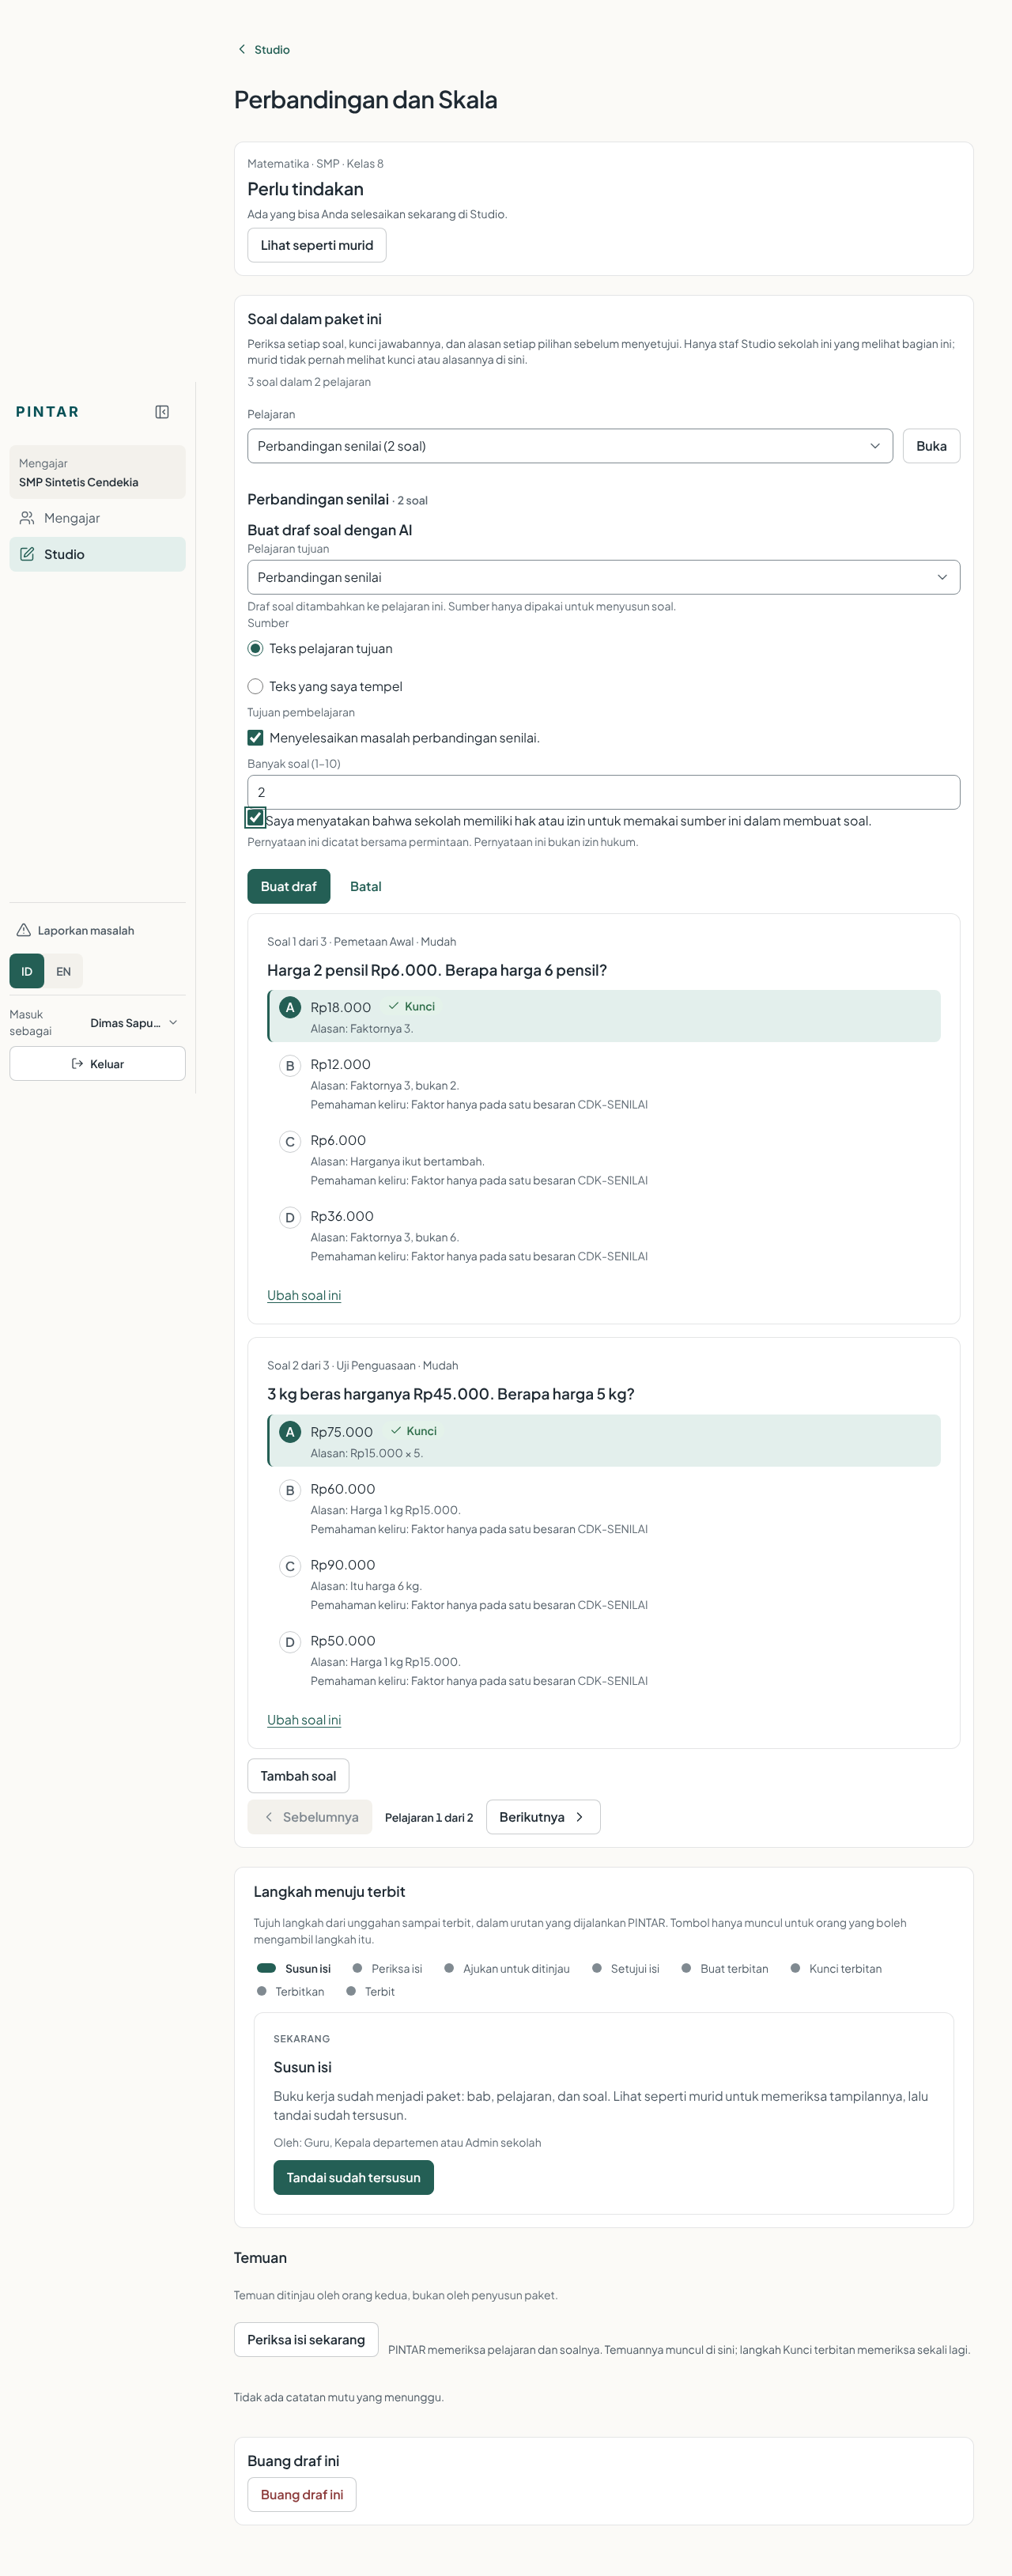 Studio
Perbandingan dan Skala
Matematika · SMP · Kelas 8
Perlu tindakan
Ada yang bisa Anda selesaikan sekarang di Studio.
Lihat seperti murid
Soal dalam paket ini
Periksa setiap soal, kunci jawabannya, dan alasan setiap pilihan sebelum menyetujui. Hanya staf Studio sekolah ini yang melihat bagian ini;
murid tidak pernah melihat kunci atau alasannya di sini.
3 soal dalam 2 pelajaran
Pelajaran
Perbandingan senilai (2 soal)
Buka
PINTAR
Mengajar
SMP Sintetis Cendekia
Mengajar
Studio
Laporkan masalah
ID
EN
Masuk
sebagai
Dimas Sapu...
Keluar
Perbandingan senilai · 2 soal
Buat draf soal dengan AI
Pelajaran tujuan
Perbandingan senilai
Draf soal ditambahkan ke pelajaran ini. Sumber hanya dipakai untuk menyusun soal.
Sumber
Teks pelajaran tujuan
Teks yang saya tempel
Tujuan pembelajaran
Menyelesaikan masalah perbandingan senilai.
Banyak soal (1–10)
2
Saya menyatakan bahwa sekolah memiliki hak atau izin untuk memakai sumber ini dalam membuat soal.
Pernyataan ini dicatat bersama permintaan. Pernyataan ini bukan izin hukum.
Buat draf
Batal
Soal 1 dari 3 · Pemetaan Awal · Mudah
Harga 2 pensil Rp6.000. Berapa harga 6 pensil?
A Rp18.000 Kunci
Alasan: Faktornya 3.
B Rp12.000
Alasan: Faktornya 3, bukan 2.
Pemahaman keliru: Faktor hanya pada satu besaran CDK-SENILAI
C Rp6.000
Alasan: Harganya ikut bertambah.
Pemahaman keliru: Faktor hanya pada satu besaran CDK-SENILAI
D Rp36.000
Alasan: Faktornya 3, bukan 6.
Pemahaman keliru: Faktor hanya pada satu besaran CDK-SENILAI
Ubah soal ini
Soal 2 dari 3 · Uji Penguasaan · Mudah
3 kg beras harganya Rp45.000. Berapa harga 5 kg?
A Rp75.000 Kunci
Alasan: Rp15.000 × 5.
B Rp60.000
Alasan: Harga 1 kg Rp15.000.
Pemahaman keliru: Faktor hanya pada satu besaran CDK-SENILAI
C Rp90.000
Alasan: Itu harga 6 kg.
Pemahaman keliru: Faktor hanya pada satu besaran CDK-SENILAI
D Rp50.000
Alasan: Harga 1 kg Rp15.000.
Pemahaman keliru: Faktor hanya pada satu besaran CDK-SENILAI
Ubah soal ini
Tambah soal
Sebelumnya
Pelajaran 1 dari 2
Berikutnya
Langkah menuju terbit
Tujuh langkah dari unggahan sampai terbit, dalam urutan yang dijalankan PINTAR. Tombol hanya muncul untuk orang yang boleh
mengambil langkah itu.
Susun isi Periksa isi Ajukan untuk ditinjau Setujui isi Buat terbitan Kunci terbitan
Terbitkan Terbit
SEKARANG
Susun isi
Buku kerja sudah menjadi paket: bab, pelajaran, dan soal. Lihat seperti murid untuk memeriksa tampilannya, lalu
tandai sudah tersusun.
Oleh: Guru, Kepala departemen atau Admin sekolah
Tandai sudah tersusun
Temuan
Temuan ditinjau oleh orang kedua, bukan oleh penyusun paket.
Periksa isi sekarang
PINTAR memeriksa pelajaran dan soalnya. Temuannya muncul di sini; langkah Kunci terbitan memeriksa sekali lagi.
Tidak ada catatan mutu yang menunggu.
Buang draf ini
Buang draf ini